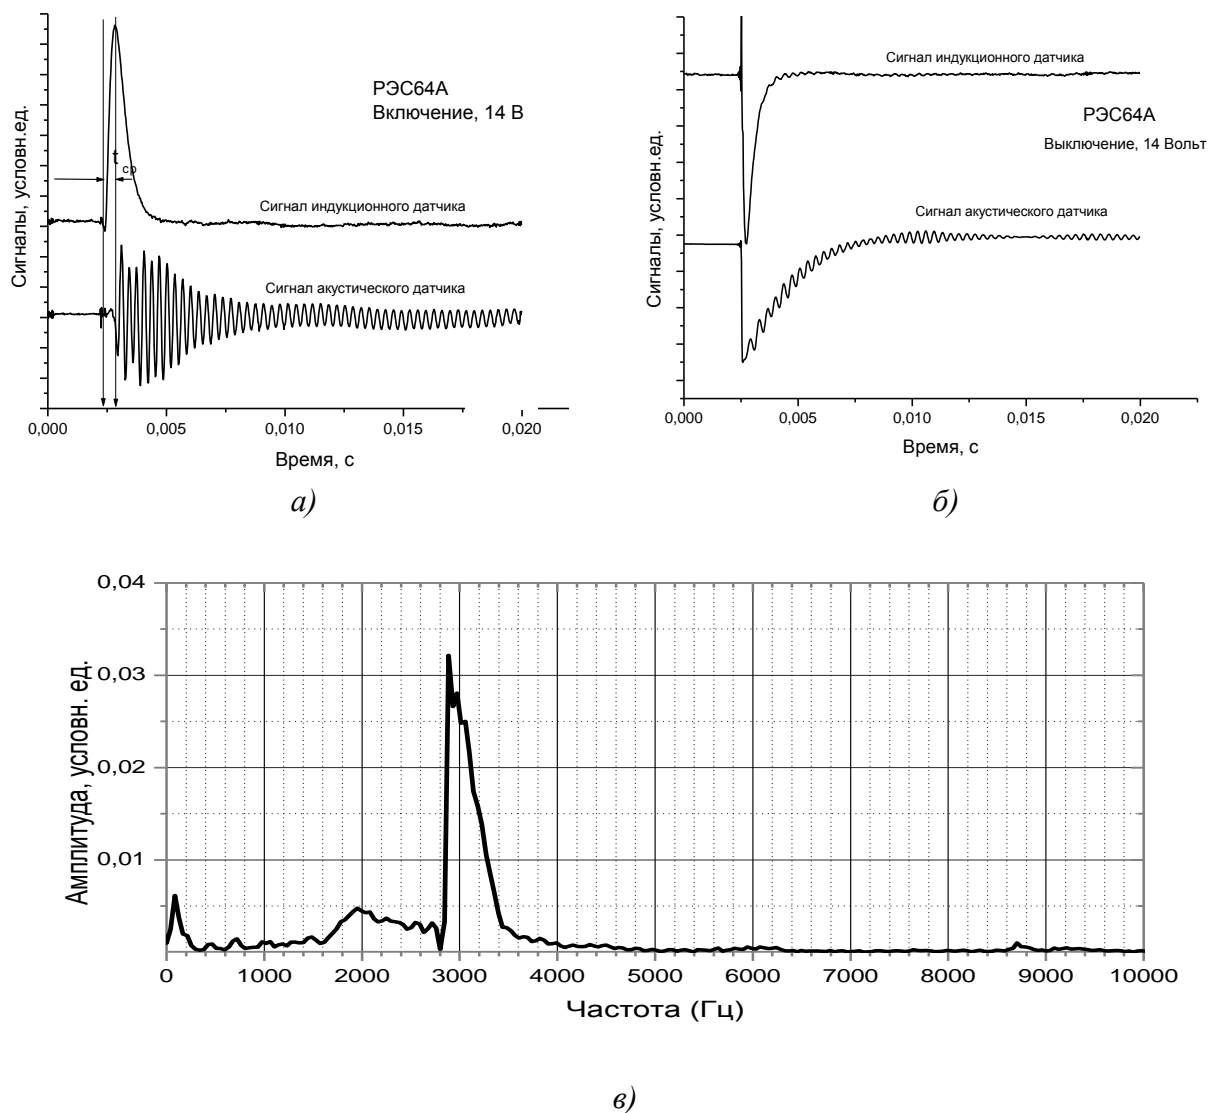 Сигналы, условн.ед.
РЭС64А
Включение, 14 В
t ср
Сигнал индукционного датчика
Сигнал акустического датчика
0,000 0,005 0,010 0,015 0,020
Время, с
а)
Сигналы, условн.ед.
Сигнал индукционного датчика
РЭС64А
Выключение, 14 Вольт
Сигнал акустического датчика
0,000 0,005 0,010 0,015 0,020
Время, с
б)
Амплитуда, условн. ед.
0,04
0,03
0,02
0,01
0 1000 2000 3000 4000 5000 6000 7000 8000 9000 10000
Частота (Гц)
в)